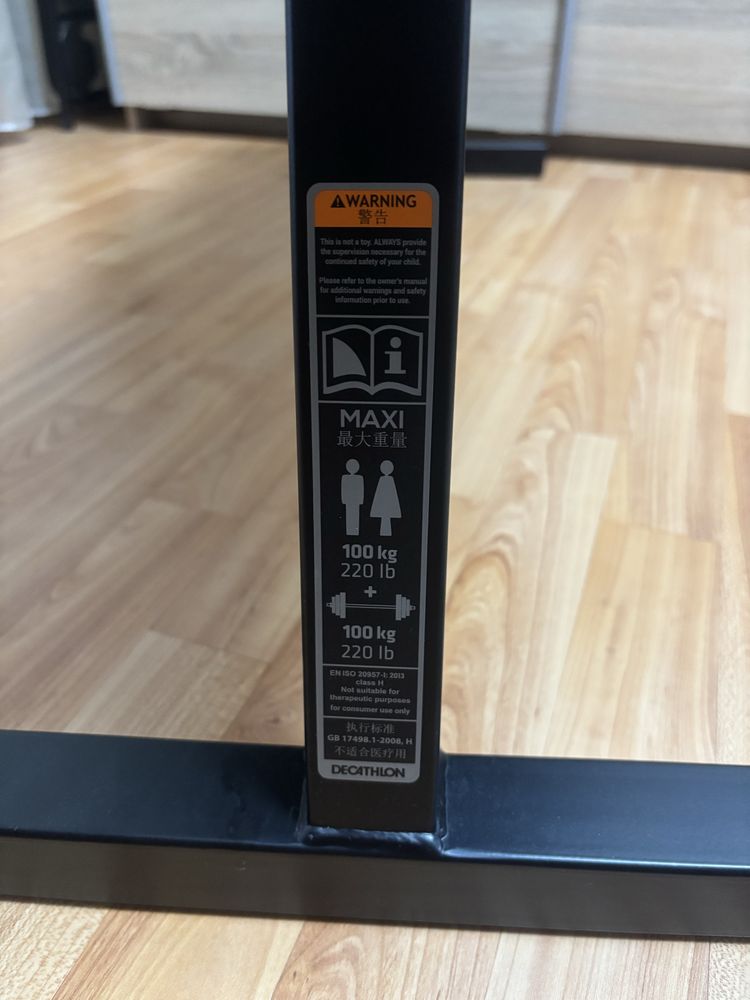 WARNING
警告
This is not a toy. ALWAYS provide
the supervision necessary for the
continued safety of your child.
Please refer to the owner's manual
for additional warnings and safety
information prior to use.
i
MAXI
最大重量
100 kg
220 lb
+
100 kg
220 lb
EN ISO 20957-1: 2013
class H
Not suitable for
therapeutic purposes
for consumer use only
执行标准
GB 17498.1-2008, H
不适合医疗用
DECATHLON